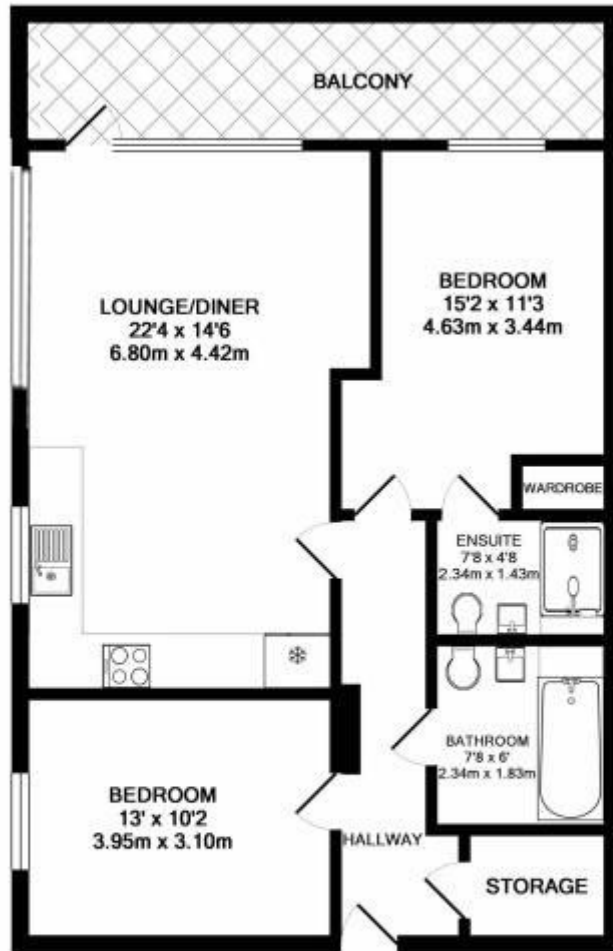 BALCONY
LOUNGE/DINER
22'4 x 14'6
6.80m x 4.42m
BEDROOM
15'2 x 11'3
4.63m x 3.44m
WARDROBE
ENSUITE
7'8 x 4'8
2.34m x 1.43m
BATHROOM
7'8 x 6'
2.34m x 1.83m
BEDROOM
13' x 10'2
3.95m x 3.10m
HALLWAY
STORAGE